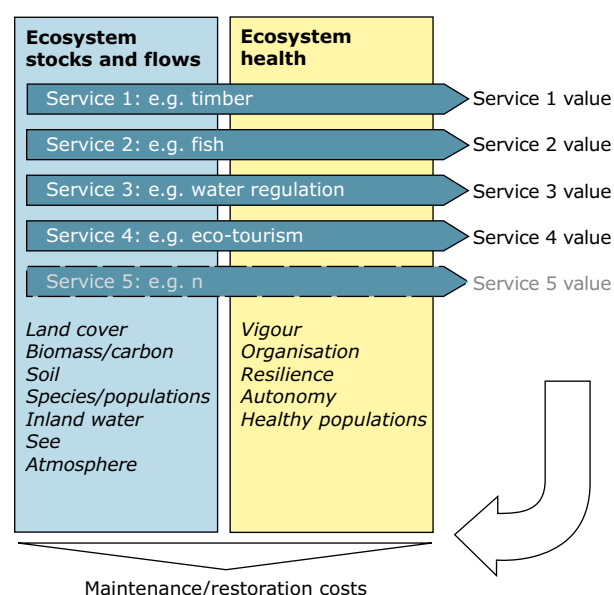 Ecosystem
stocks and flows
Ecosystem
health
Service 1: e.g. timber
Service 1 value
Service 2: e.g. fish
Service 2 value
Service 3: e.g. water regulation
Service 3 value
Service 4: e.g. eco-tourism
Service 4 value
Service 5: e.g. n
Service 5 value
Land cover
Biomass/carbon
Soil
Species/populations
Inland water
See
Atmosphere
Vigour
Organisation
Resilience
Autonomy
Healthy populations
Maintenance/restoration costs